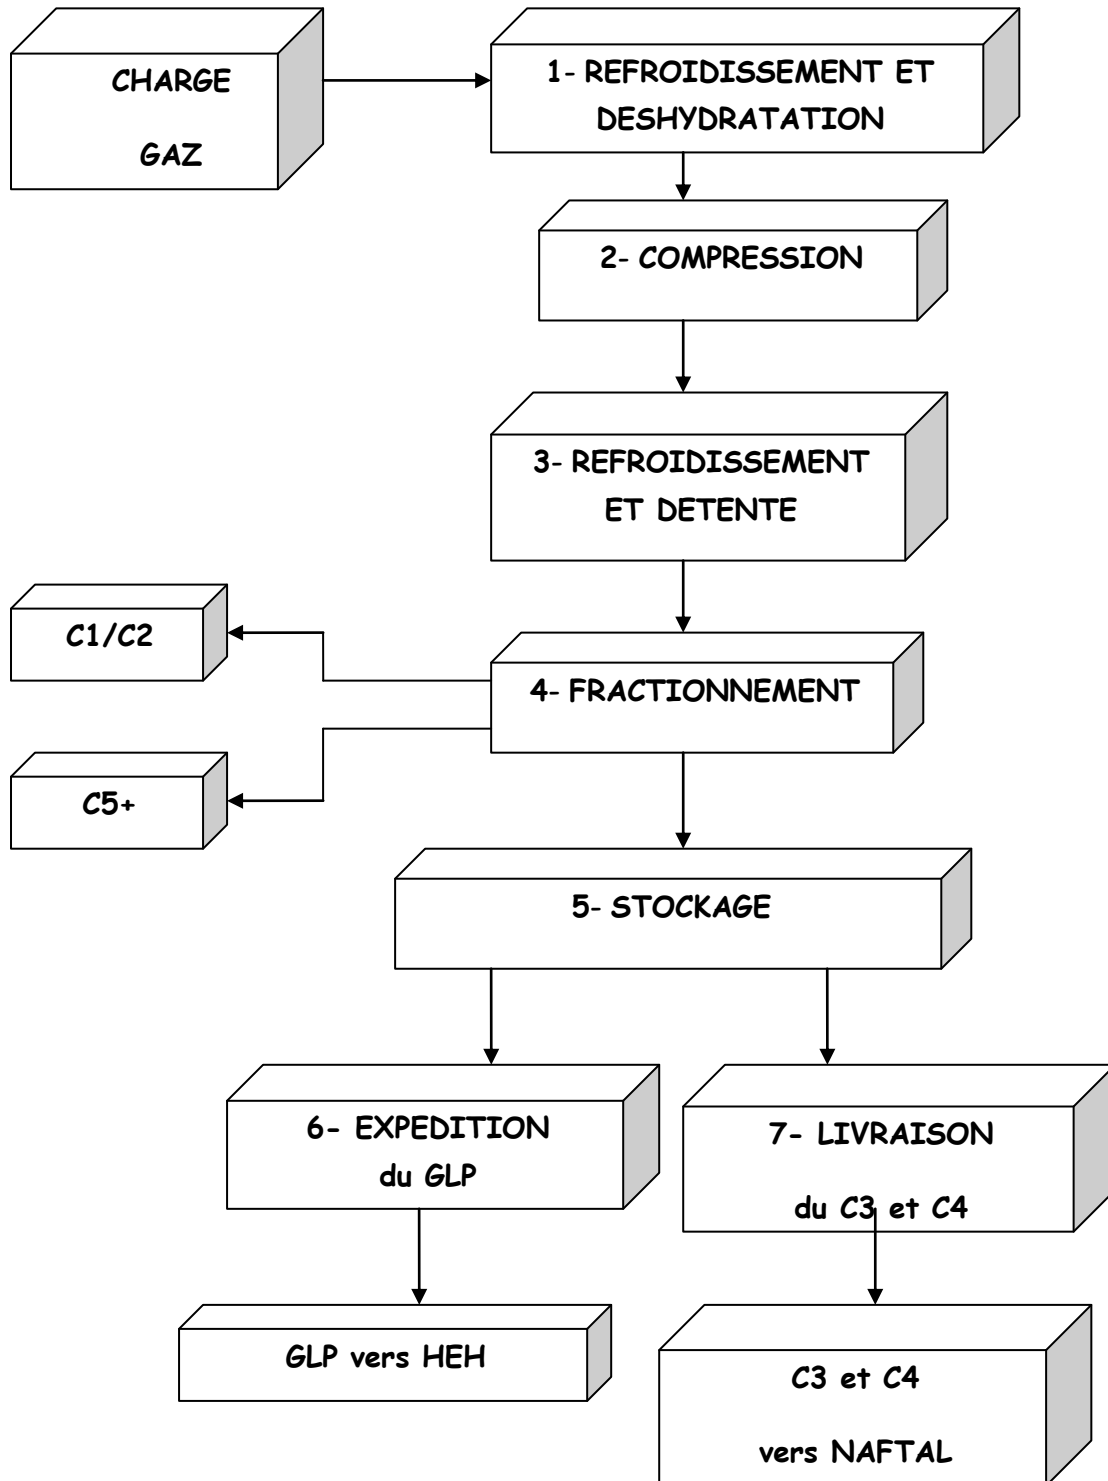 CHARGE
GAZ
1- REFROIDISSEMENT ET
DESHYDRATATION
2- COMPRESSION
3- REFROIDISSEMENT
ET DETENTE
C1/C2
4- FRACTIONNEMENT
C5+
5- STOCKAGE
6- EXPEDITION
du GLP
7- LIVRAISON
du C3 et C4
GLP vers HEH
C3 et C4
vers NAFTAL